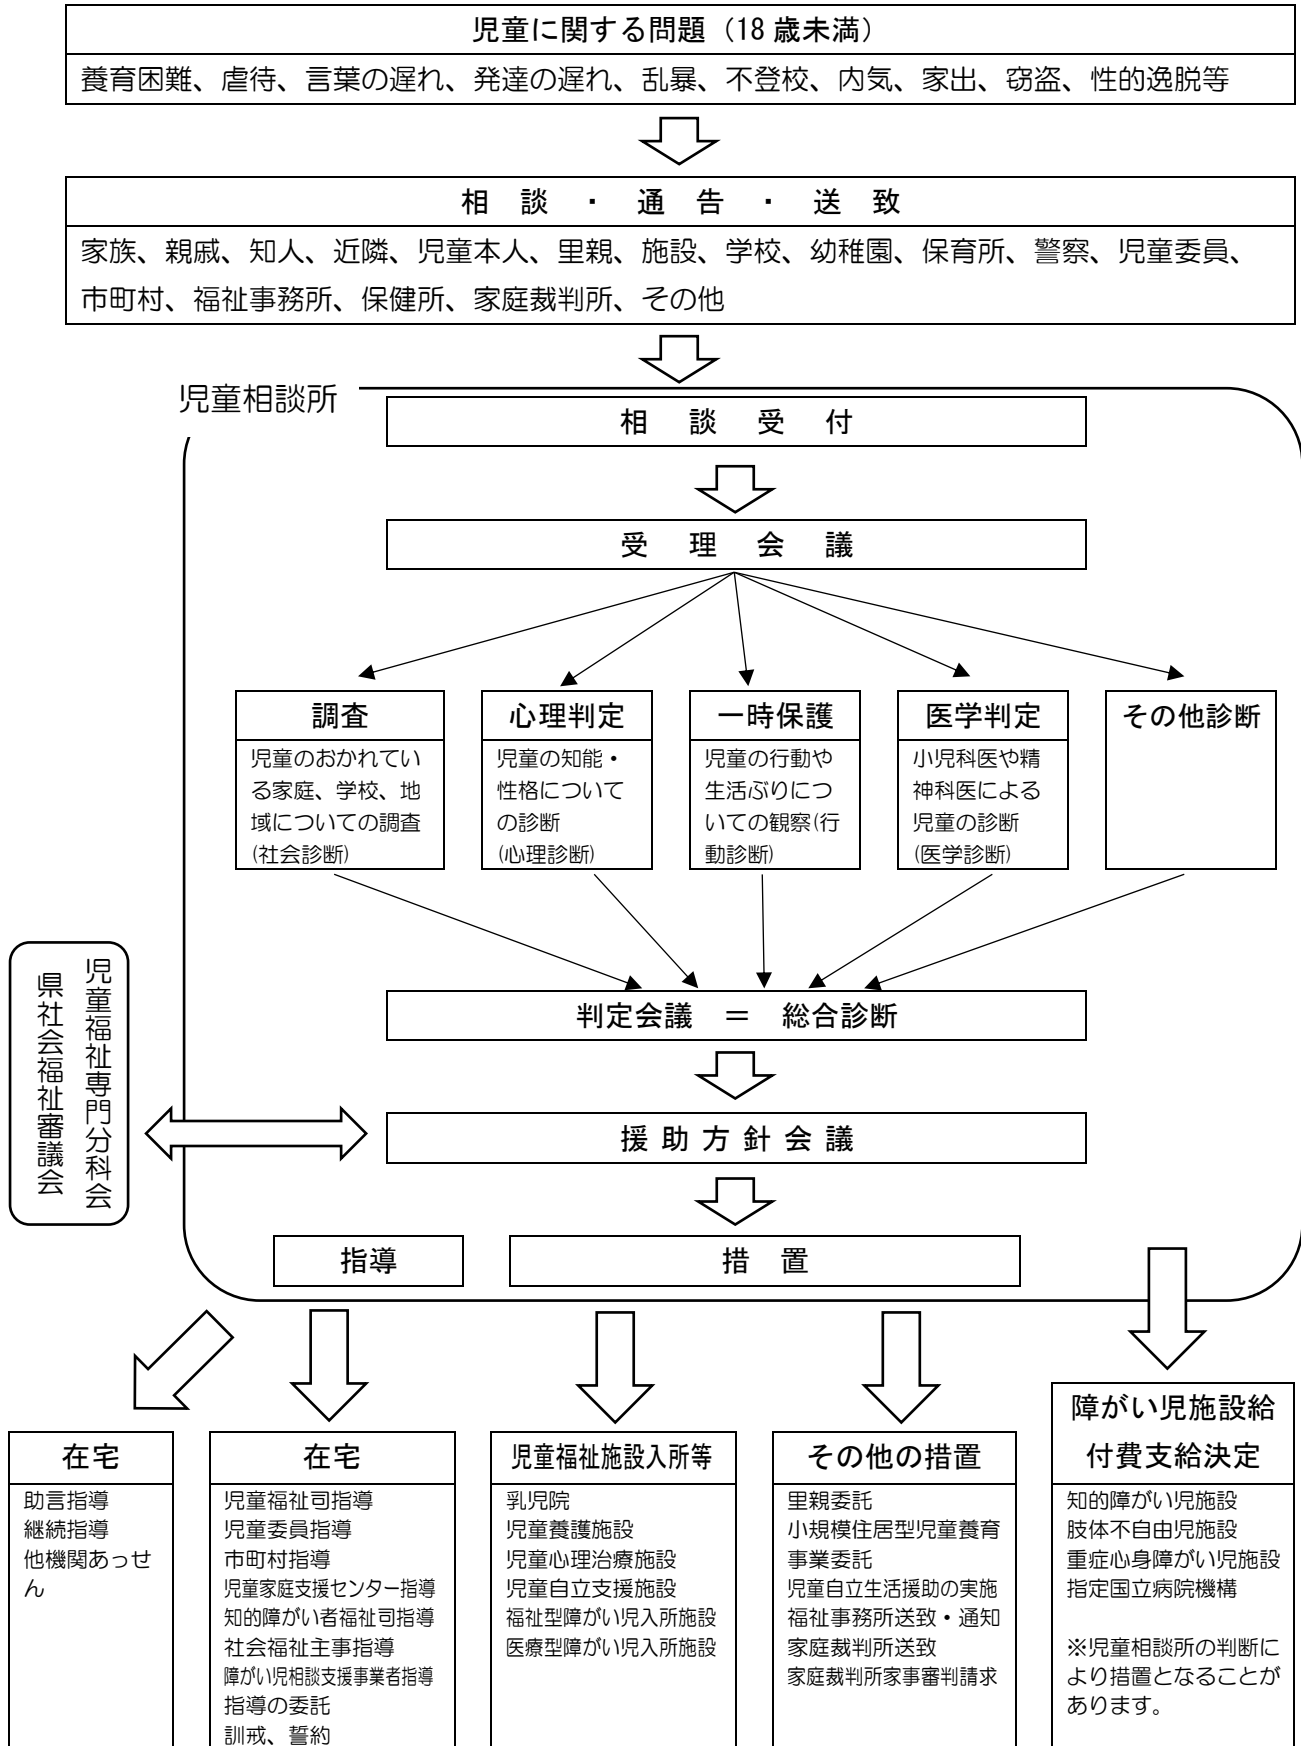 児童に関する問題（18 歳未満）
養育困難、虐待、言葉の遅れ、発達の遅れ、乱暴、不登校、内気、家出、窃盗、性的逸脱等
相　談　・　通　告　・　送　致
家族、親戚、知人、近隣、児童本人、里親、施設、学校、幼稚園、保育所、警察、児童委員、
市町村、福祉事務所、保健所、家庭裁判所、その他
児童相談所
相　談　受　付
受　理　会　議
調査
児童のおかれてい
る家庭、学校、地
域についての調査
(社会診断)
心理判定
児童の知能・
性格について
の診断
(心理診断)
一時保護
児童の行動や
生活ぶりにつ
いての観察(行
動診断)
医学判定
小児科医や精
神科医による
児童の診断
(医学診断)
その他診断
判定会議　＝　総合診断
児童福祉専門分科会
県社会福祉審議会
援 助 方 針 会 議
指導
措　置
在宅
助言指導
継続指導
他機関あっせ
ん
在宅
児童福祉司指導
児童委員指導
市町村指導
児童家庭支援センター指導
知的障がい者福祉司指導
社会福祉主事指導
障がい児相談支援事業者指導
指導の委託
訓戒、誓約
児童福祉施設入所等
乳児院
児童養護施設
児童心理治療施設
児童自立支援施設
福祉型障がい児入所施設
医療型障がい児入所施設
その他の措置
里親委託
小規模住居型児童養育
事業委託
児童自立生活援助の実施
福祉事務所送致・通知
家庭裁判所送致
家庭裁判所家事審判請求
障がい児施設給
付費支給決定
知的障がい児施設
肢体不自由児施設
重症心身障がい児施設
指定国立病院機構
※児童相談所の判断に
より措置となることが
あります。